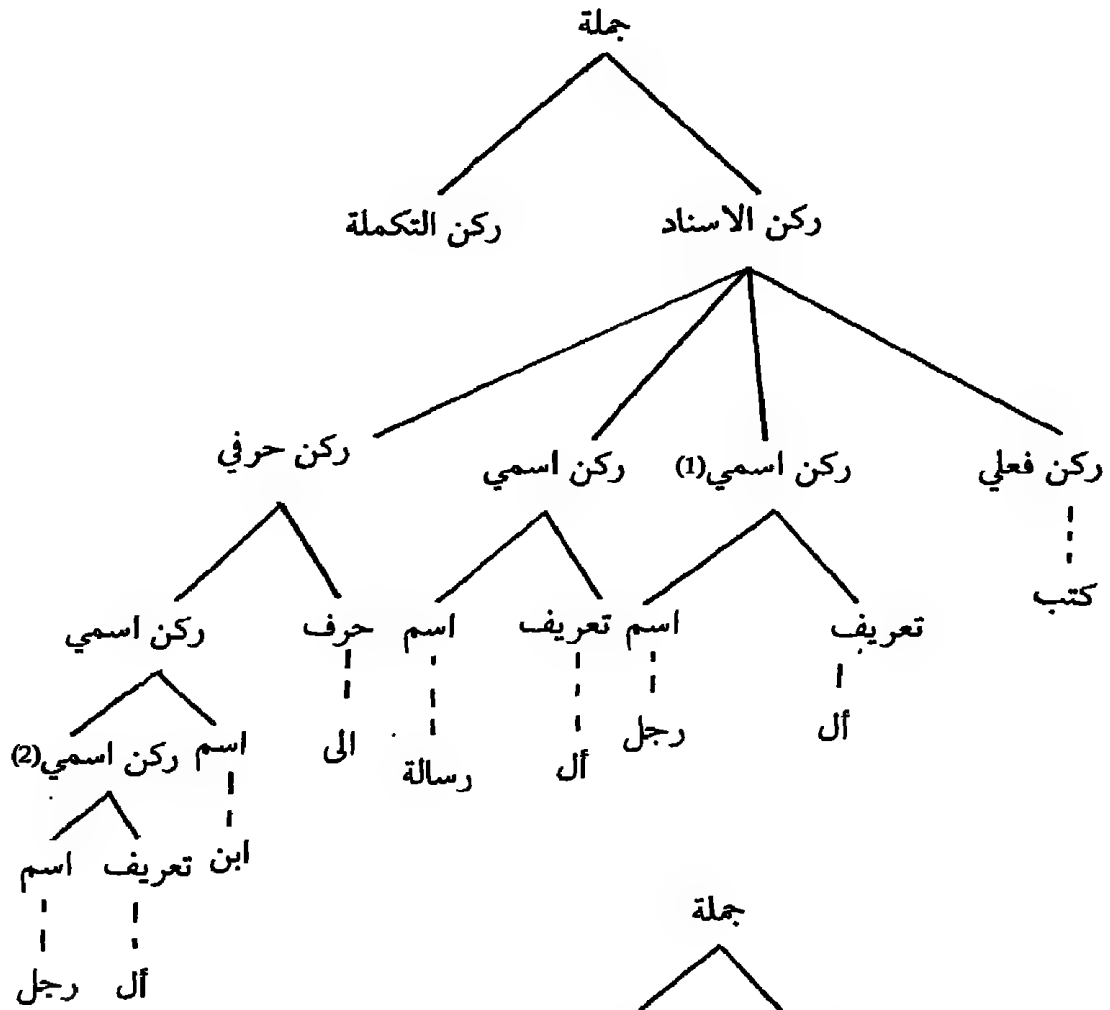 جملة
ركن الاسناد ركن التكملة
ركن فعلي ركن اسمي(1) ركن اسمي ركن حرفي
كتب
تعريف اسم تعريف اسم حرف ركن اسمي
أل رجل أل رسالة الى
اسم ركن اسمي(2)
ابن
تعريف اسم
أل رجل
جملة